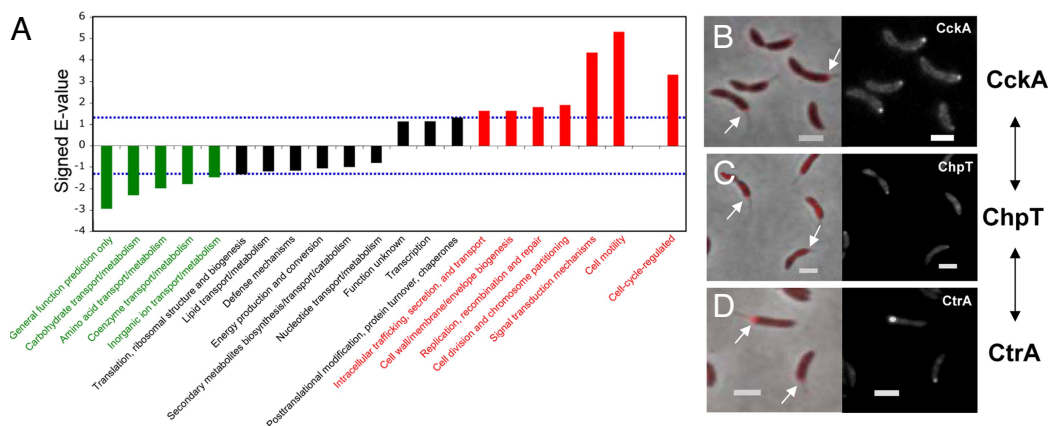 A
Signed E-value
6
5
4
3
2
1
0
-1
-2
-3
-4
General function prediction only
Carbohydrate transport/metabolism
Amino acid transport/metabolism
Coenzyme transport/metabolism
Inorganic ion transport/metabolism
Translation, ribosomal structure and biogenesis
Lipid transport/metabolism
Defense mechanisms
Energy production and conversion
Secondary metabolites biosynthesis/transport/catabolism
Nucleotide transport/metabolism
Function unknown
Transcription
Posttranslational modification, protein turnover, chaperones
Intracellular trafficking, secretion, and transport
Cell wall/membrane/envelope biogenesis
Replication, recombination and repair
Cell division and chromosome partitioning
Signal transduction mechanisms
Cell motility
Cell-cycle-regulated
B
CckA
CckA
C
ChpT
ChpT
D
CtrA
CtrA